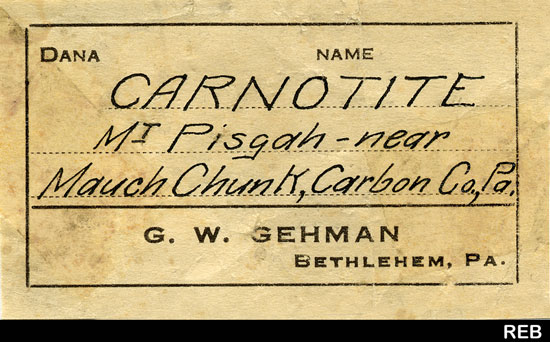 DANA NAME
CARNOTITE
MT Pisgah - near
Mauch Chunk, Carbon Co., Pa.
G. W. GEHMAN
BETHLEHEM, PA.
REB